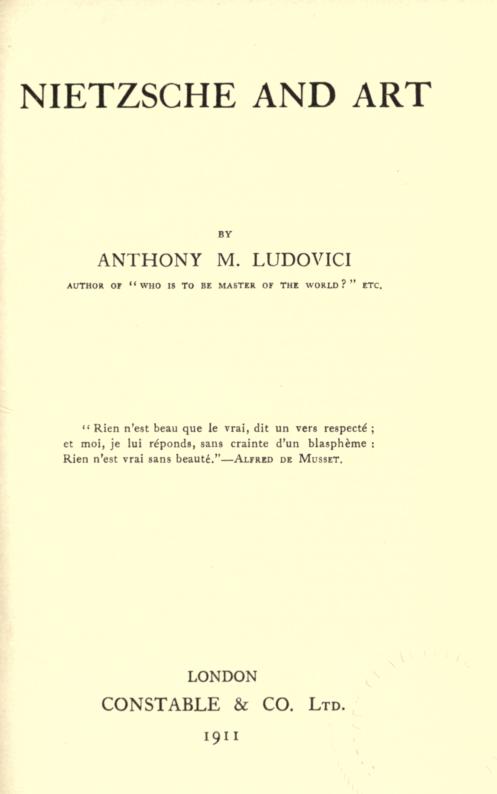 NIETZSCHE AND ART
BY
ANTHONY M. LUDOVICI
AUTHOR OF “WHO IS TO BE MASTER OF THE WORLD?” ETC.
“Rien n'est beau que le vrai, dit un vers respecté;
et moi, je lui réponds, sans crainte d'un blasphème:
Rien n'est vrai sans beauté.”—ALFRED DE MUSSET.
LONDON
CONSTABLE & CO. LTD.
1911